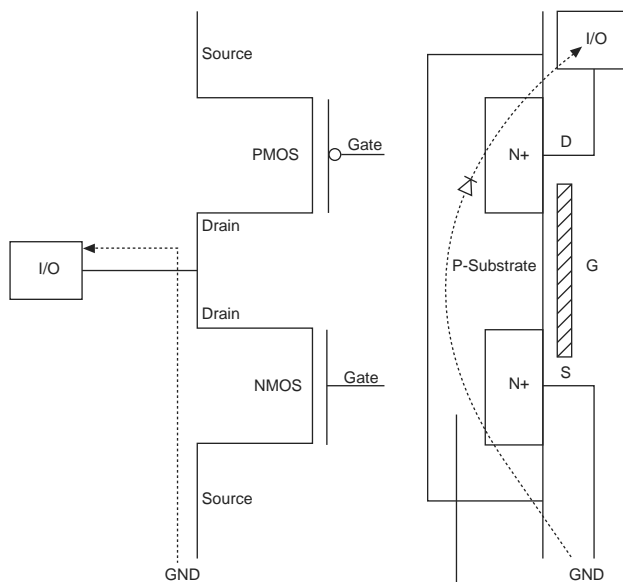 Source
PMOS
Gate
Drain
I/O
Drain
NMOS
Gate
Source
GND
I/O
N+
D
P-Substrate
G
N+
S
GND